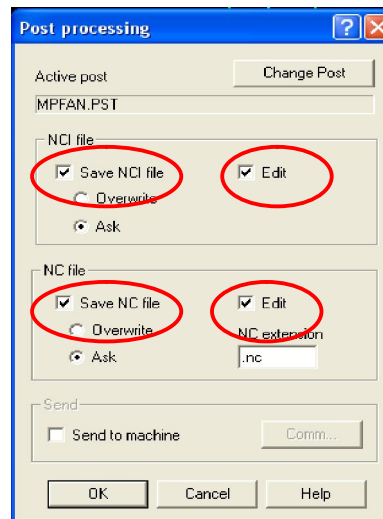 Post processing
Active post
Change Post
MPFAN.PST
NCI file
Save NCI file
Edit
Overwrite
Ask
NC file
Save NC file
Edit
Overwrite
NC extension
Ask
.nc
Send
Send to machine
Comm...
OK
Cancel
Help